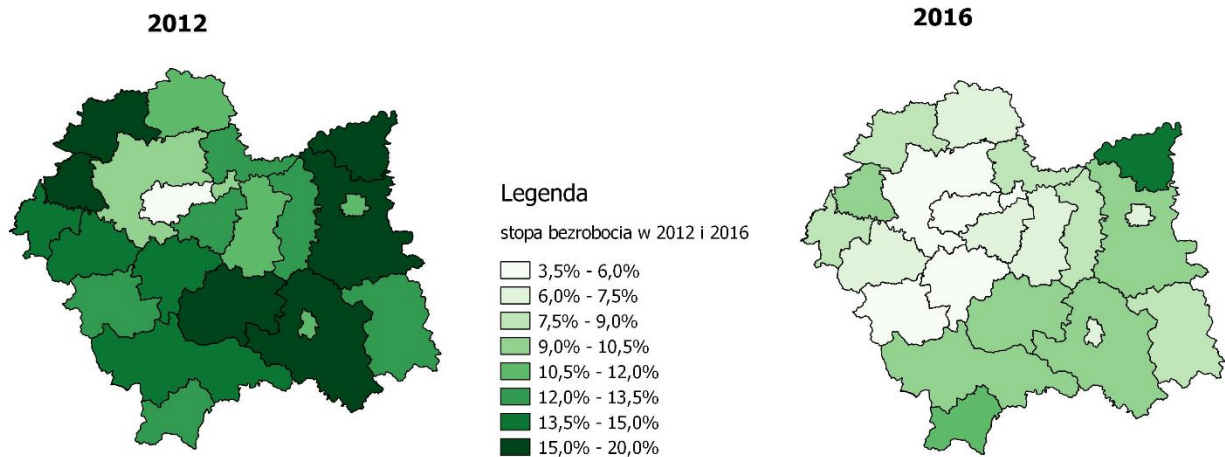 2012
2016
Legenda
stopa bezrobocia w 2012 i 2016
3,5% - 6,0%
6,0% - 7,5%
7,5% - 9,0%
9,0% - 10,5%
10,5% - 12,0%
12,0% - 13,5%
13,5% - 15,0%
15,0% - 20,0%